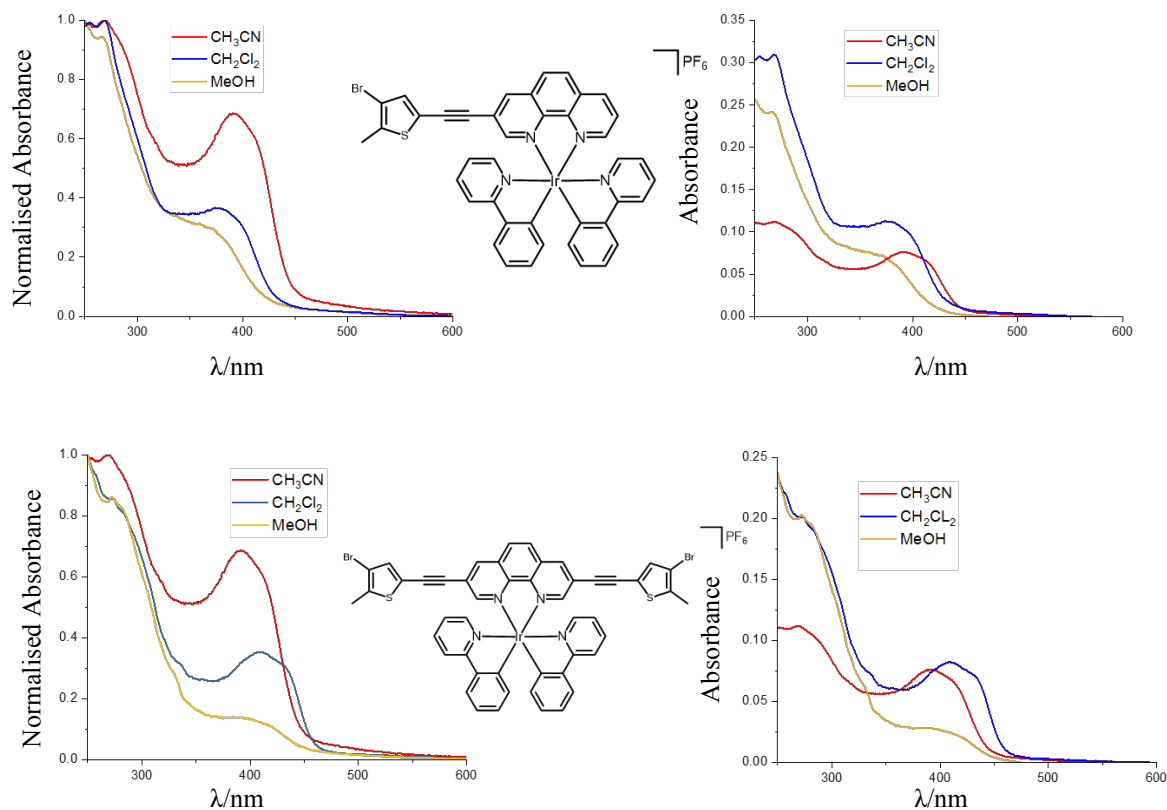 Normalised Absorbance
1.0
0.8
0.6
0.4
0.2
0.0
300 400 500 600
λ/nm
CH3CN
CH2Cl2
MeOH
PF6
Br
S
N N
N Ir N
Absorbance
0.35
0.30
0.25
0.20
0.15
0.10
0.05
0.00
300 400 500 600
λ/nm
CH3CN
CH2Cl2
MeOH
Normalised Absorbance
1.0
0.8
0.6
0.4
0.2
0.0
300 400 500 600
λ/nm
CH3CN
CH2Cl2
MeOH
PF6
Br Br
S S
N N
N Ir N
Absorbance
0.25
0.20
0.15
0.10
0.05
0.00
300 400 500 600
λ/nm
CH3CN
CH2CL2
MeOH